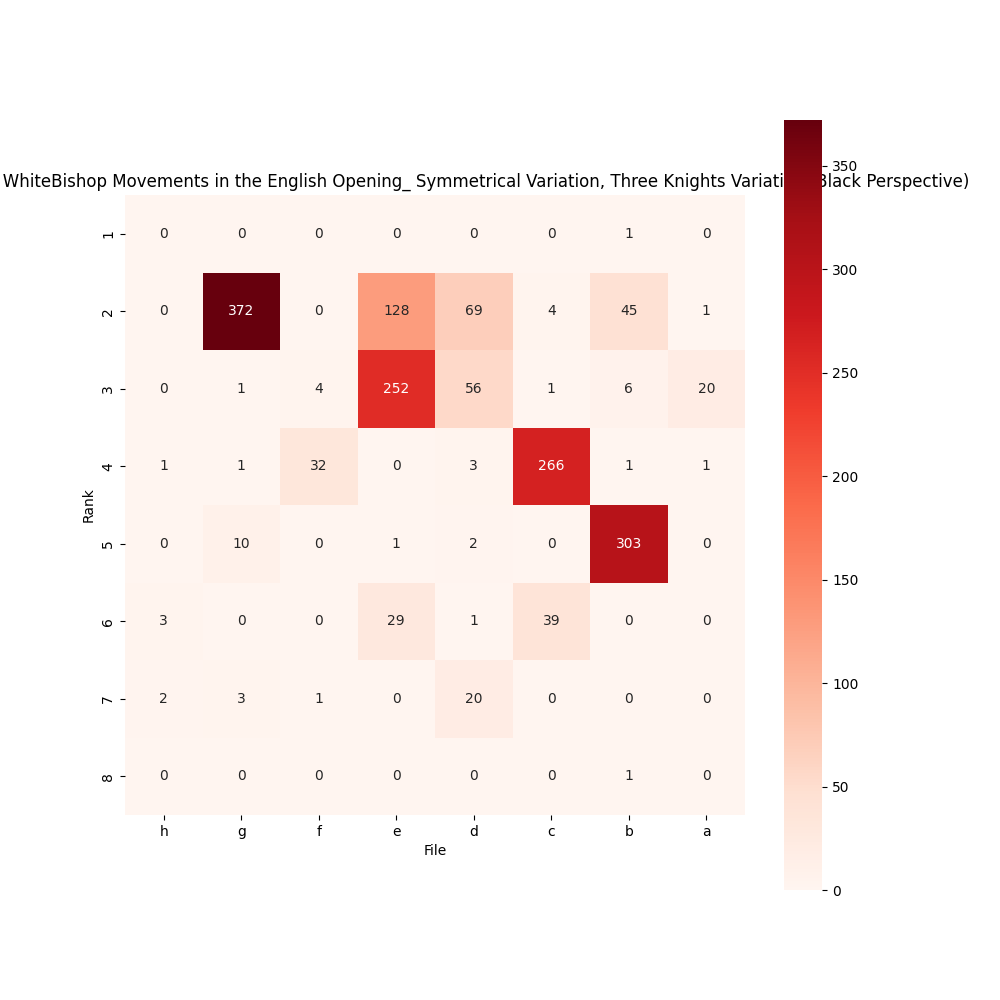 WhiteBishop Movements in the English Opening_ Symmetrical Variation, Three Knights Variati Black Perspective)
350
1 0 0 0 0 0 0 1 0
300
2 0 372 0 128 69 4 45 1
250
3 0 1 4 252 56 1 6 20
4 1 1 32 0 3 266 1 1
200
Rank
5 0 10 0 1 2 0 303 0
150
6 3 0 0 29 1 39 0 0
100
7 2 3 1 0 20 0 0 0
50
8 0 0 0 0 0 0 1 0
h g f e d c b a
File
0